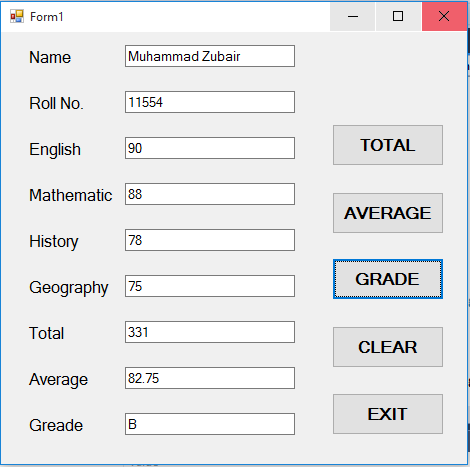 Form1
Name Muhammad Zubair
Roll No. 11554
English 90
TOTAL
Mathematic 88
AVERAGE
History 78
Geography 75
GRADE
Total 331
CLEAR
Average 82.75
Greade B
EXIT